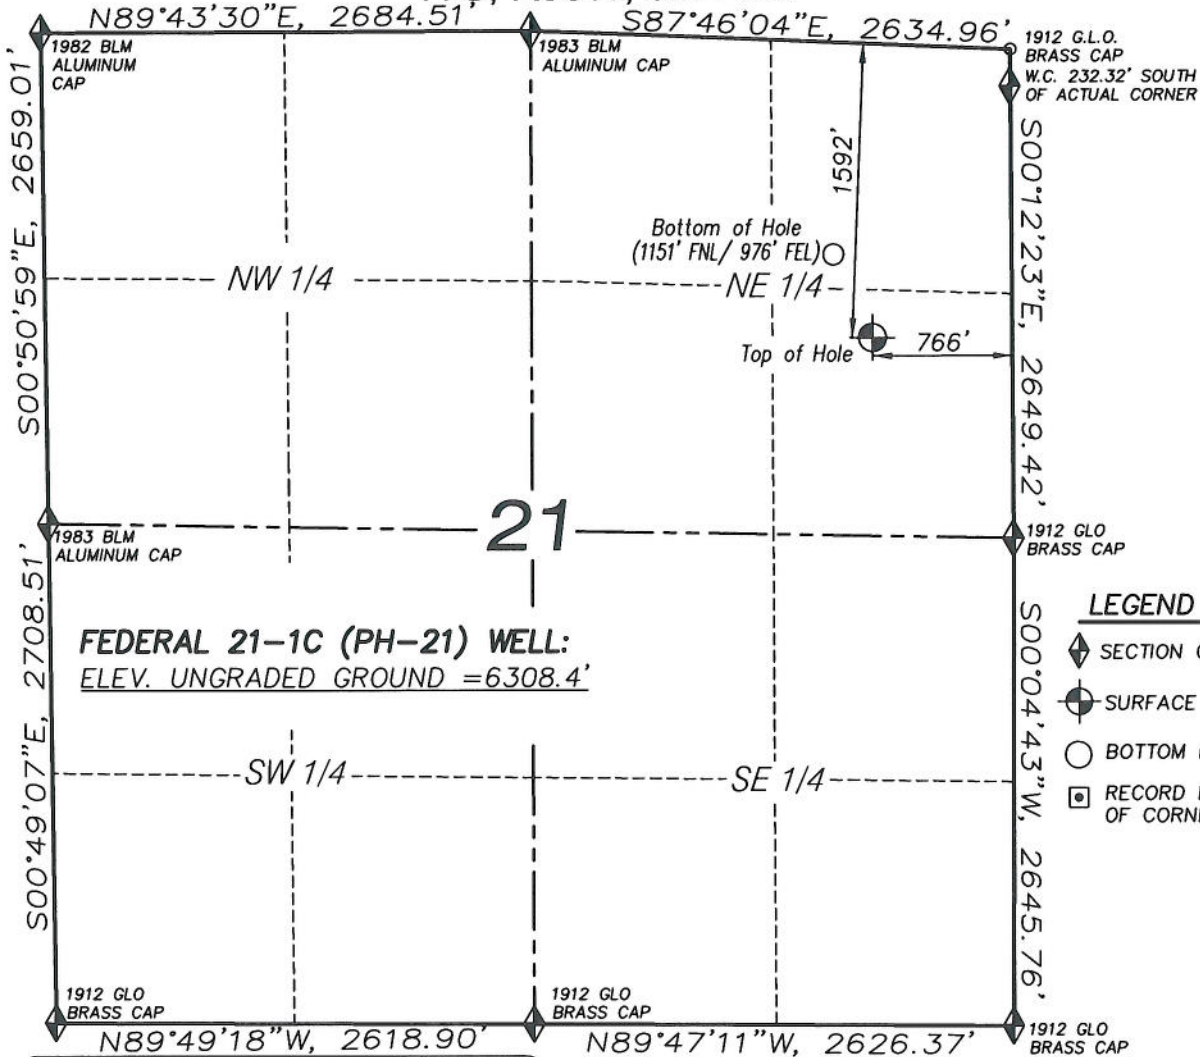 N89°43'30"E, 2684.51'
S87°46'04"E, 2634.96'
1982 BLM
ALUMINUM
CAP
1983 BLM
ALUMINUM CAP
1912 G.L.O.
BRASS CAP
W.C. 232.32' SOUTH
OF ACTUAL CORNER
S00°50'59"E, 2659.01'
1592'
S00°12'23"E, 2649.42'
Bottom of Hole
(1151' FNL/ 976' FEL)
NW 1/4
NE 1/4
Top of Hole
766'
21
1983 BLM
ALUMINUM CAP
1912 GLO
BRASS CAP
FEDERAL 21-1C (PH-21) WELL:
ELEV. UNGRADED GROUND =6308.4'
LEGEND
SECTION
SURFACE
BOTTOM
RECORD
OF
S00°49'07"E, 2708.51'
S00°04'43"W, 2645.76'
SW 1/4
SE 1/4
1912 GLO
BRASS CAP
1912 GLO
BRASS CAP
1912 GLO
BRASS CAP
N89°49'18"W, 2618.90'
N89°47'11"W, 2626.37'